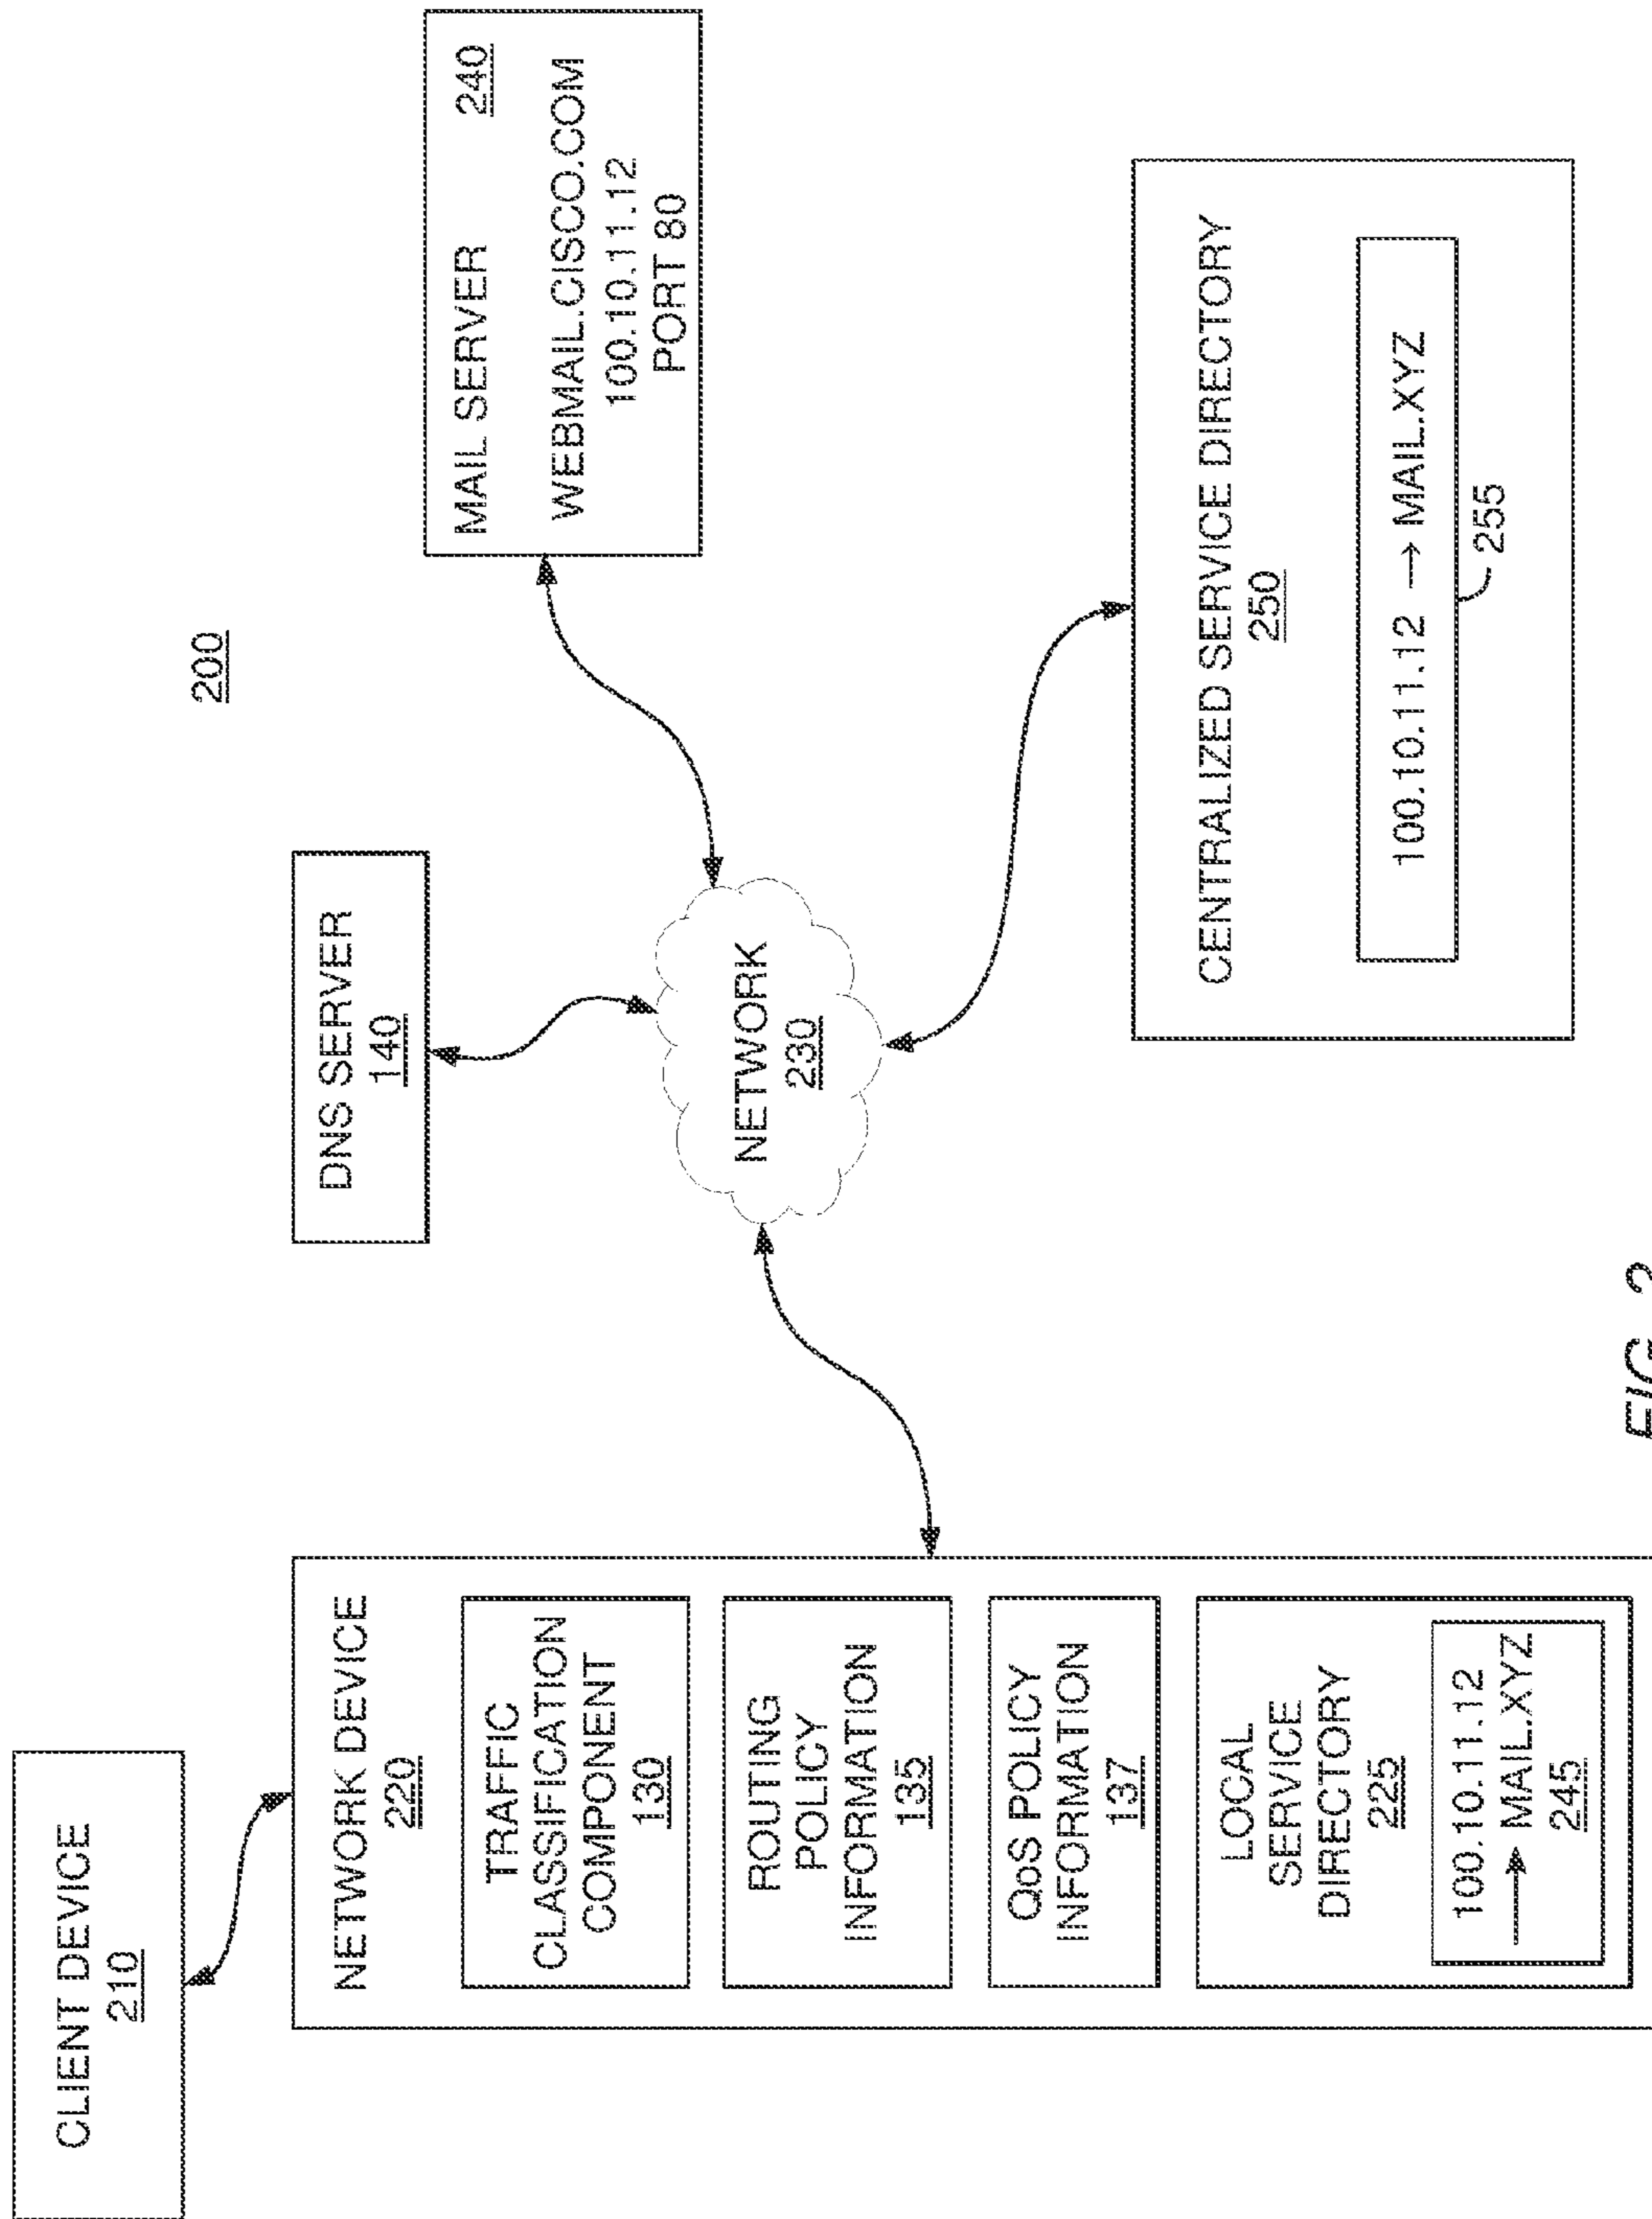 200
CLIENT DEVICE
210
NETWORK DEVICE
220
TRAFFIC
CLASSIFICATION
COMPONENT
130
ROUTING
POLICY
INFORMATION
135
QoS POLICY
INFORMATION
137
LOCAL
SERVICE
DIRECTORY
225
100.10.11.12
→ MAIL.XYZ
245
DNS SERVER
140
NETWORK
230
MAIL SERVER 240
WEBMAIL.CISCO.COM
100.10.11.12
PORT 80
CENTRALIZED SERVICE DIRECTORY
250
100.10.11.12 → MAIL.XYZ
255
FIG. 2